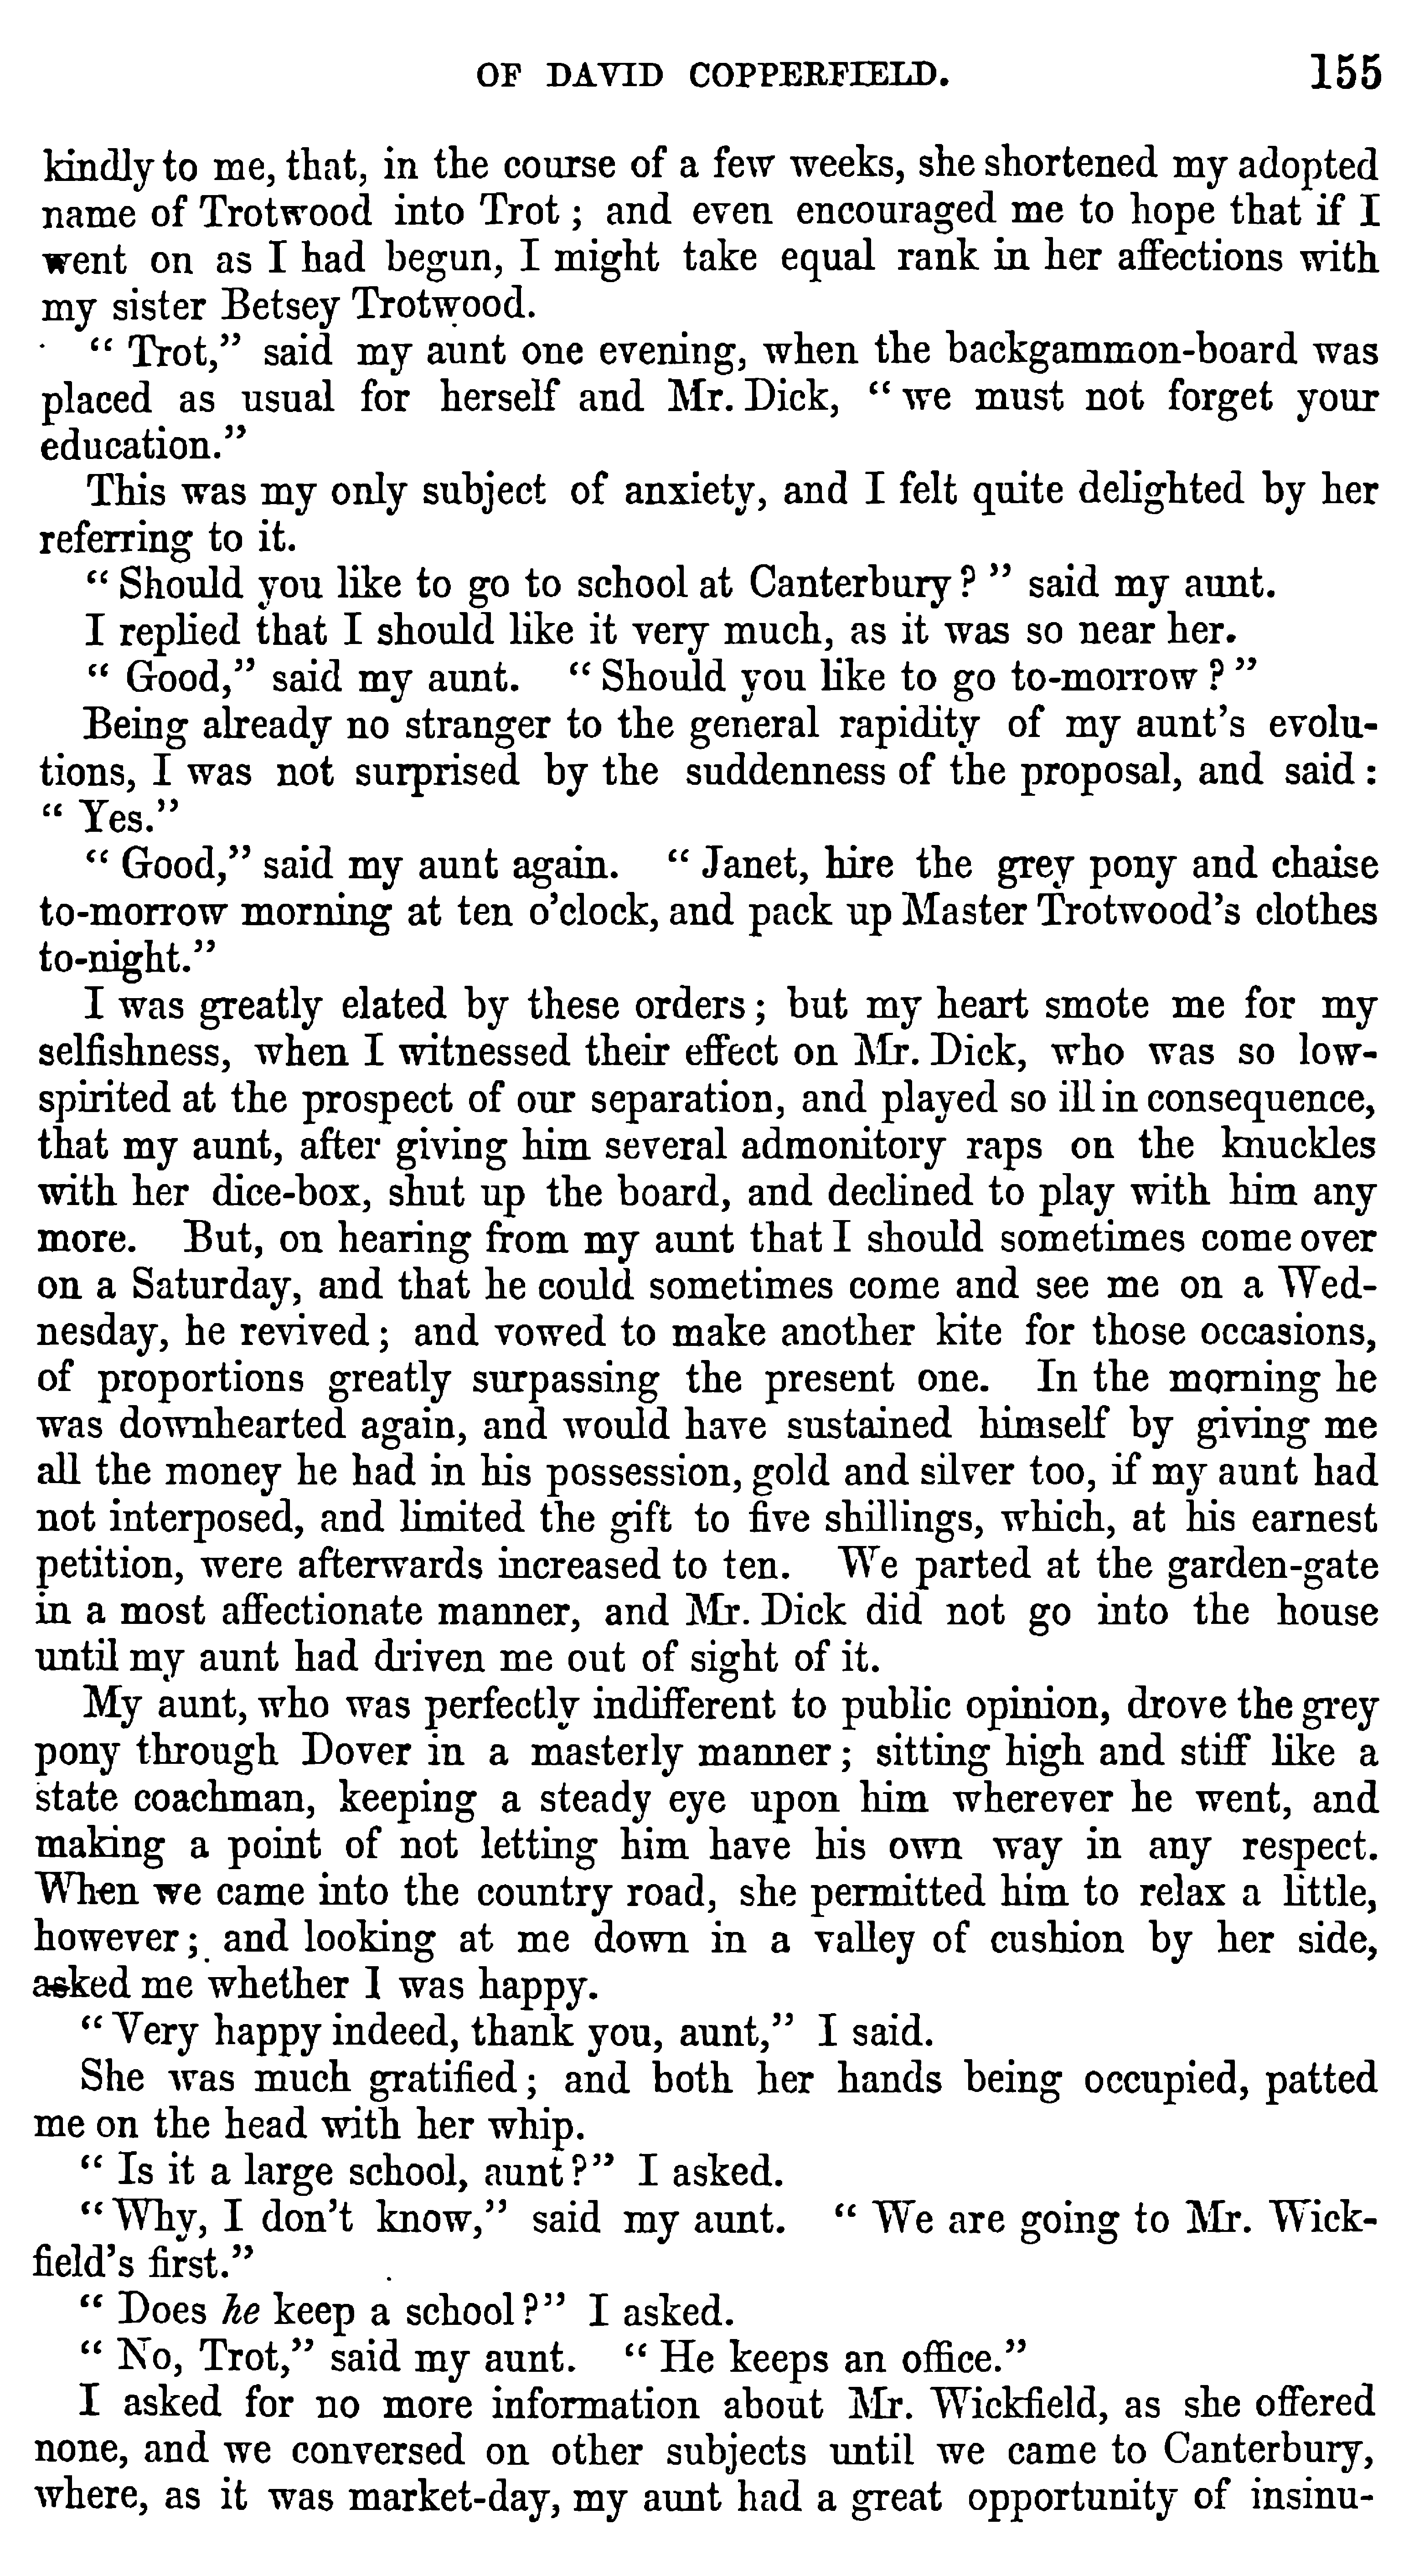 OF DAVID COPPERFIELD. 155
kindly to me, that, in the course of a few weeks, she shortened my adopted
name of Trotwood into Trot ; and even encouraged me to hope that if I
went on as I had begun, I might take equal rank in her affections with
my sister Betsey Trotwood.
“ Trot,” said my aunt one evening, when the backgammon-board was
placed as usual for herself and Mr. Dick, “ we must not forget your
education.”
This was my only subject of anxiety, and I felt quite delighted by her
referring to it.
“ Should you like to go to school at Canterbury ? ” said my aunt.
I replied that I should like it very much, as it was so near her.
“ Good,” said my aunt. “ Should you like to go to-morrow ? ”
Being already no stranger to the general rapidity of my aunt’s evolu-
tions, I was not surprised by the suddenness of the proposal, and said :
“ Yes.”
“ Good,” said my aunt again. “ Janet, hire the grey pony and chaise
to-morrow morning at ten o’clock, and pack up Master Trotwood’s clothes
to-night.”
I was greatly elated by these orders ; but my heart smote me for my
selfishness, when I witnessed their effect on Mr. Dick, who was so low-
spirited at the prospect of our separation, and played so ill in consequence,
that my aunt, after giving him several admonitory raps on the knuckles
with her dice-box, shut up the board, and declined to play with him any
more. But, on hearing from my aunt that I should sometimes come over
on a Saturday, and that he could sometimes come and see me on a Wed-
nesday, he revived ; and vowed to make another kite for those occasions,
of proportions greatly surpassing the present one. In the morning he
was downhearted again, and would have sustained himself by giving me
all the money he had in his possession, gold and silver too, if my aunt had
not interposed, and limited the gift to five shillings, which, at his earnest
petition, were afterwards increased to ten. We parted at the garden-gate
in a most affectionate manner, and Mr. Dick did not go into the house
until my aunt had driven me out of sight of it.
My aunt, who was perfectly indifferent to public opinion, drove the grey
pony through Dover in a masterly manner ; sitting high and stiff like a
state coachman, keeping a steady eye upon him wherever he went, and
making a point of not letting him have his own way in any respect.
When we came into the country road, she permitted him to relax a little,
however ; and looking at me down in a valley of cushion by her side,
asked me whether I was happy.
“ Very happy indeed, thank you, aunt,” I said.
She was much gratified ; and both her hands being occupied, patted
me on the head with her whip.
“ Is it a large school, aunt ?” I asked.
“ Why, I don’t know,” said my aunt. “ We are going to Mr. Wick-
field’s first.”
“ Does he keep a school ?” I asked.
“ No, Trot,” said my aunt. “ He keeps an office.”
I asked for no more information about Mr. Wickfield, as she offered
none, and we conversed on other subjects until we came to Canterbury,
where, as it was market-day, my aunt had a great opportunity of insinu-